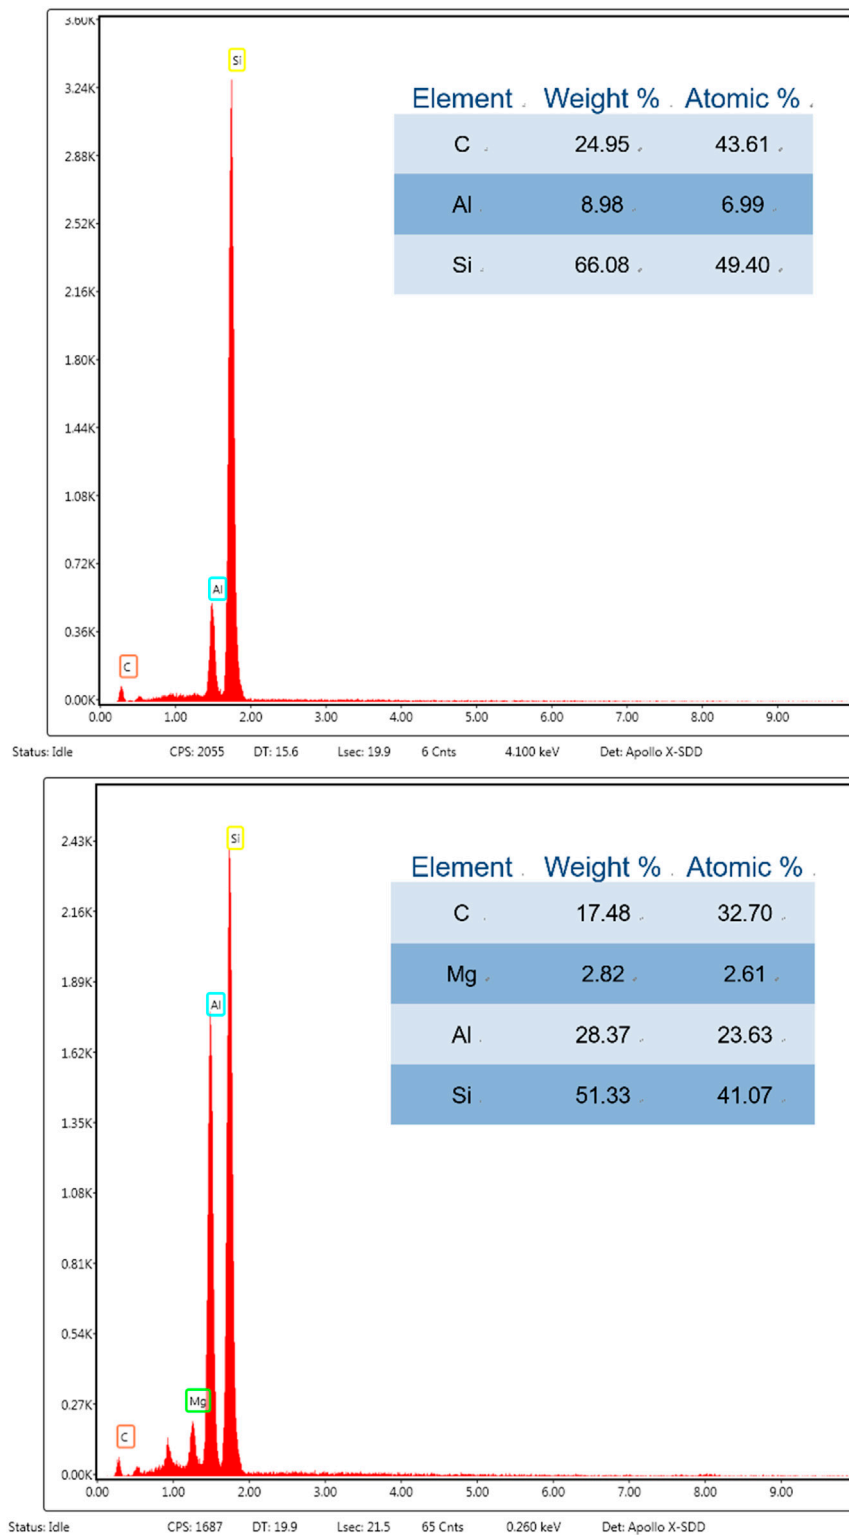 3.60K
Si
3.24K
Element Weight % Atomic %
2.88K
C 24.95 43.61
2.52K
Al 8.98 6.99
2.16K
Si 66.08 49.40
1.80K
1.44K
1.08K
0.72K
Al
0.36K
C
0.00K
0.00 1.00 2.00 3.00 4.00 5.00 6.00 7.00 8.00 9.00
Status: Idle CPS: 2055 DT: 15.6 Lsec: 19.9 6 Cnts 4.100 keV Det: Apollo X-SDD
Si
2.43K
Element Weight % Atomic %
2.16K
C 17.48 32.70
1.89K
Mg 2.82 2.61
Al
1.62K
Al 28.37 23.63
Si 51.33 41.07
1.35K
1.08K
0.81K
0.54K
0.27K
Mg
C
0.00K
0.00 1.00 2.00 3.00 4.00 5.00 6.00 7.00 8.00 9.00
Status: Idle CPS: 1687 DT: 19.9 Lsec: 21.5 65 Cnts 0.260 keV Det: Apollo X-SDD